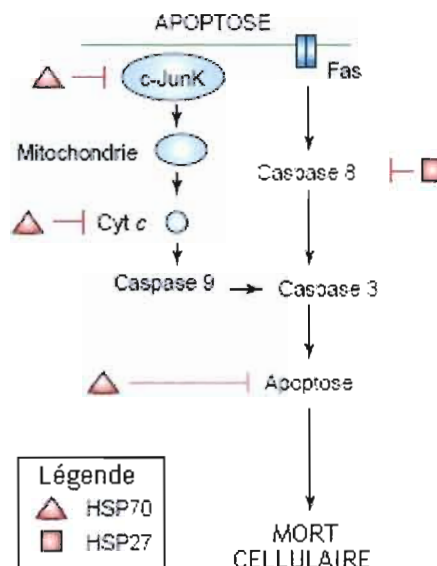 APOPTOSE
c-JunK
Fas
Mitochondrie
Caspase 8
Cyt c
Caspase 9
Caspase 3
Apoptose
Légende
HSP70
HSP27
MORT
CELLULAIRE